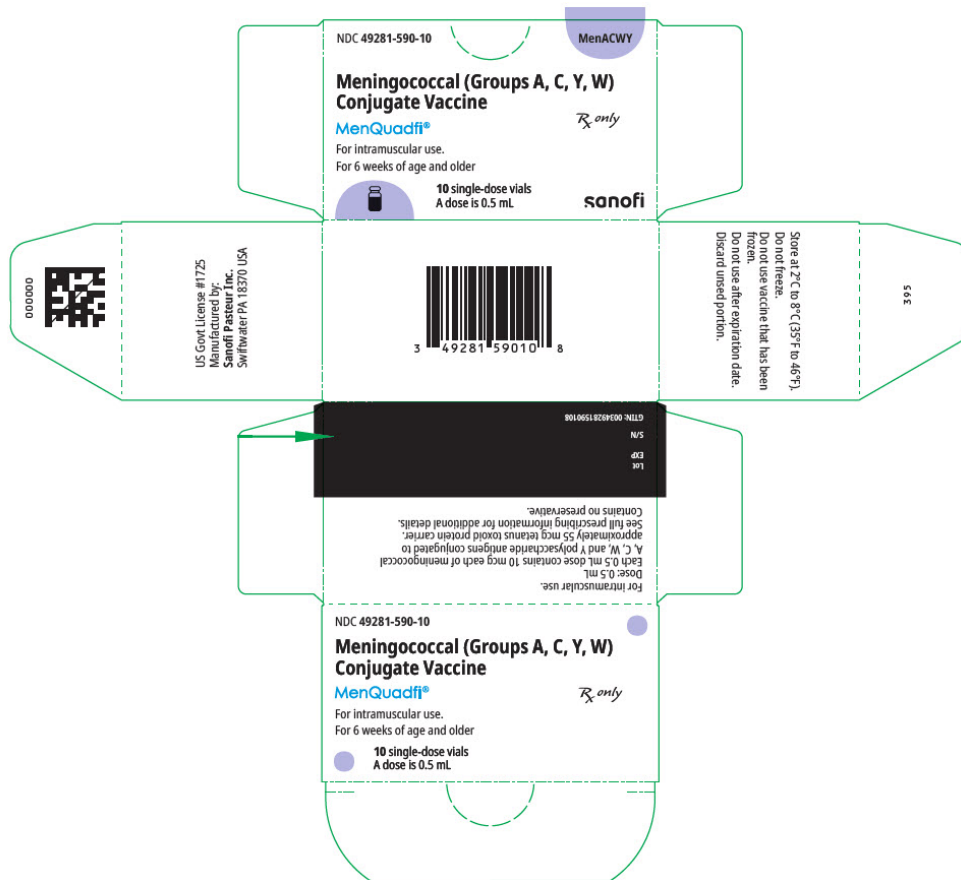 NDC 49281-590-10
MenACWY
Meningococcal (Groups A, C, Y, W)
Conjugate Vaccine
MenQuadfi®
Rx only
For intramuscular use.
For 6 weeks of age and older
10 single-dose vials
A dose is 0.5 mL
sanofi
000000
US Govt License #1725
Manufactured by:
Sanofi Pasteur Inc.
Swiftwater PA 18370 USA
3 49281 59010 8
Store at 2°C to 8°C (35°F to 46°F).
Do not freeze.
Do not use vaccine that has been
frozen.
Do not use after expiration date.
Discard unsed portion.
395
Lot
EXP
S/N
GTIN: 00349281590108
For intramuscular use.
Dose: 0.5 mL
Each 0.5 mL dose contains 10 mcg each of meningococcal
A, C, W, and Y polysaccharide antigens conjugated to
approximately 55 mcg tetanus toxoid protein carrier.
See full prescribing information for additional details.
Contains no preservative.
NDC 49281-590-10
Meningococcal (Groups A, C, Y, W)
Conjugate Vaccine
MenQuadfi®
Rx only
For intramuscular use.
For 6 weeks of age and older
10 single-dose vials
A dose is 0.5 mL